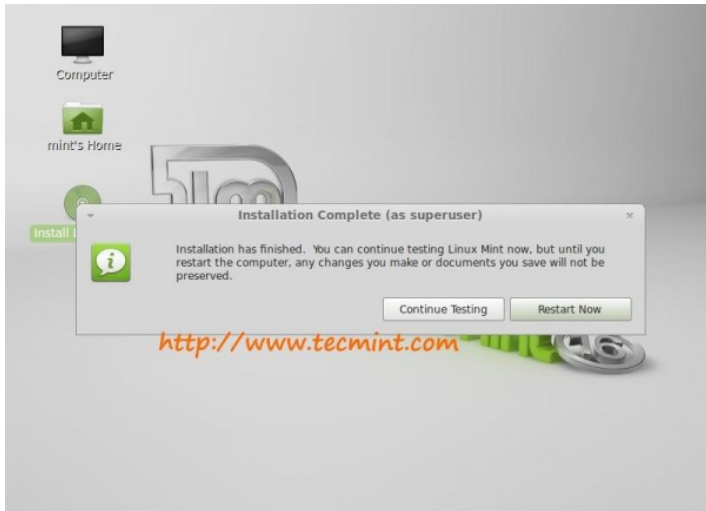 Computer
mint's Home
Install
Installation Complete (as superuser)
Installation has finished. You can continue testing Linux Mint now, but until you
restart the computer, any changes you make or documents you save will not be
preserved.
Continue Testing
Restart Now
http://www.tecmint.com
16